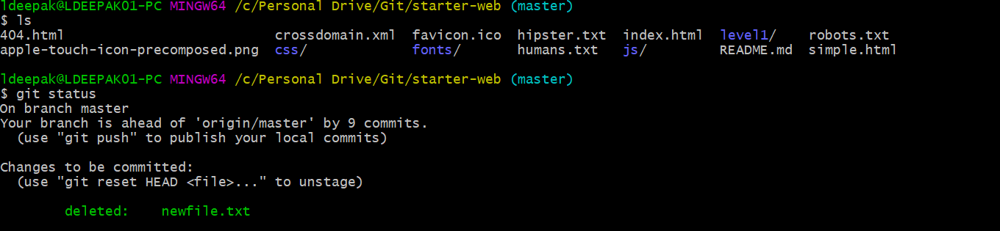 ldeepak@LDEEPAK01-PC MINGW64 /c/Personal Drive/Git/starter-web (master)
$ ls
404.html                         crossdomain.xml  favicon.ico  hipster.txt  index.html  level1/    robots.txt
apple-touch-icon-precomposed.png  css/             fonts/       humans.txt   js/         README.md  simple.html
ldeepak@LDEEPAK01-PC MINGW64 /c/Personal Drive/Git/starter-web (master)
$ git status
On branch master
Your branch is ahead of 'origin/master' by 9 commits.
  (use "git push" to publish your local commits)
Changes to be committed:
  (use "git reset HEAD <file>..." to unstage)
        deleted:    newfile.txt